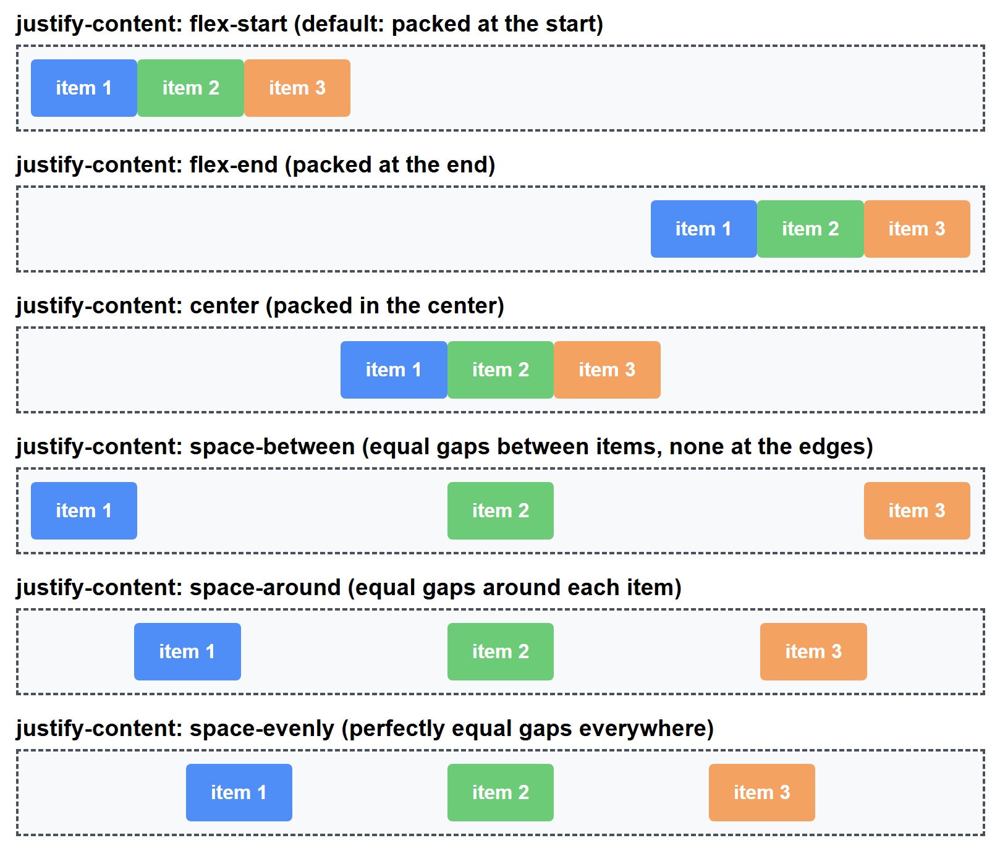 justify-content: flex-start (default: packed at the start)
item 1 item 2 item 3
justify-content: flex-end (packed at the end)
item 1 item 2 item 3
justify-content: center (packed in the center)
item 1 item 2 item 3
justify-content: space-between (equal gaps between items, none at the edges)
item 1 item 2 item 3
justify-content: space-around (equal gaps around each item)
item 1 item 2 item 3
justify-content: space-evenly (perfectly equal gaps everywhere)
item 1 item 2 item 3